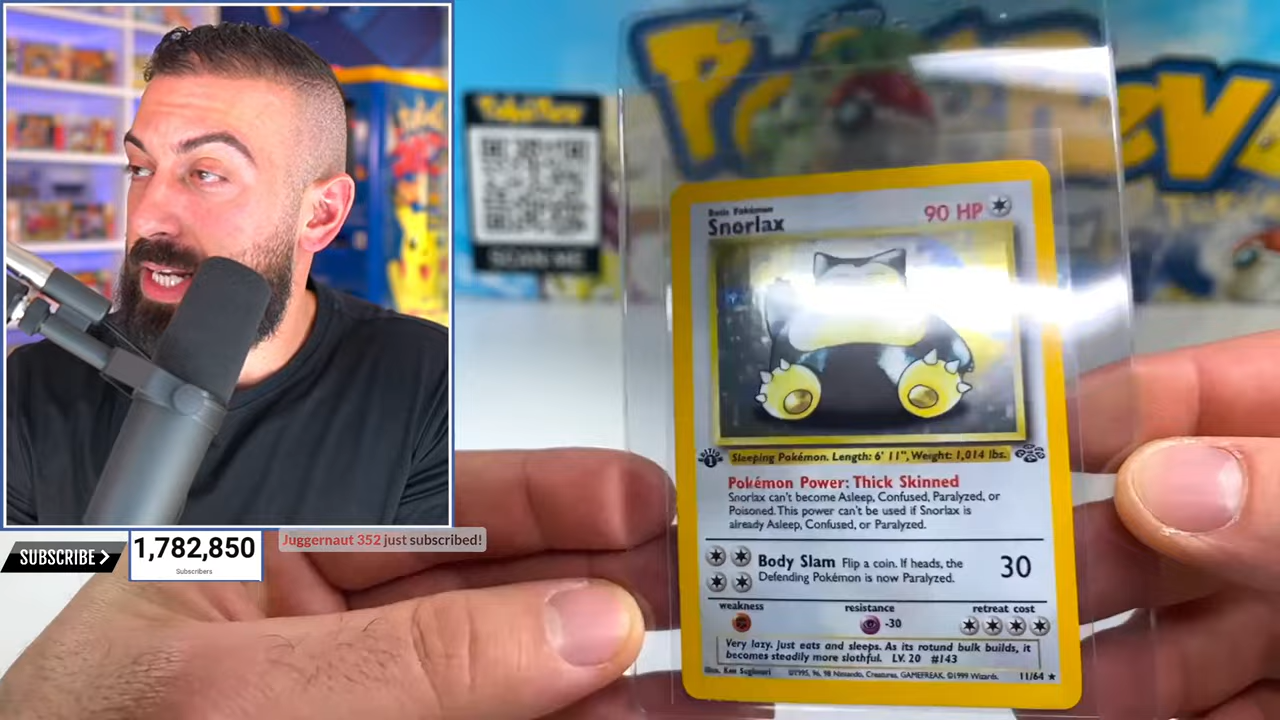 PokeRev
SCAN ME
Basic Pokémon
Snorlax
90 HP
Sleeping Pokémon. Length: 6' 11", Weight: 1,014 lbs.
Pokémon Power: Thick Skinned
Snorlax can't become Asleep, Confused, Paralyzed, or
Poisoned. This power can't be used if Snorlax is
already Asleep, Confused, or Paralyzed.
Body Slam Flip a coin. If heads, the
Defending Pokémon is now Paralyzed.
30
weakness
resistance
retreat cost
-30
Very lazy. Just eats and sleeps. As its rotund bulk builds, it
becomes steadily more slothful. LV. 20 #143
Illus. Ken Sugimori ©1995, 96, 98 Nintendo, Creatures, GAMEFREAK. ©1999 Wizards. 11/64 ★
SUBSCRIBE
1,782,850
Subscribers
Juggernaut 352 just subscribed!